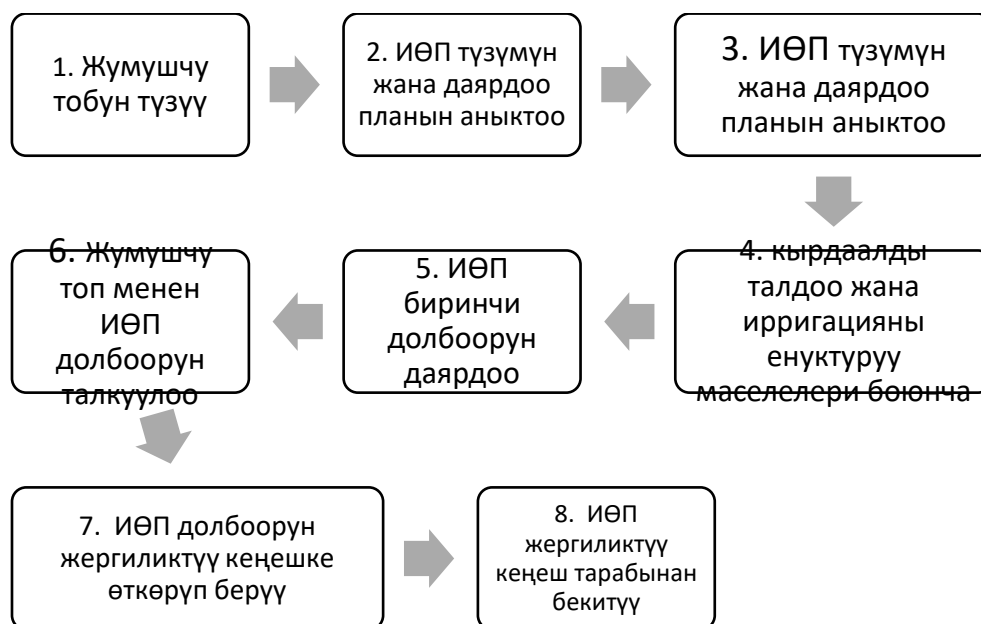 1. Жумушчу
тобун түзүү
2. ИӨП түзүмүн
жана даярдоо
планын аныктоо
3. ИӨП түзүмүн
жана даярдоо
планын аныктоо
4. кырдаалды
талдоо жана
ирригацияны
енуктуруу
маселелери боюнча
5. ИӨП
биринчи
долбоорун
даярдоо
6. Жумушчу
топ менен
ИӨП
долбоорун
талкуулоо
7. ИӨП долбоорун
жергиликтүү кеңешке
өткөрүп берүү
8. ИӨП
жергиликтүү
кеңеш тарабынан
бекитүү